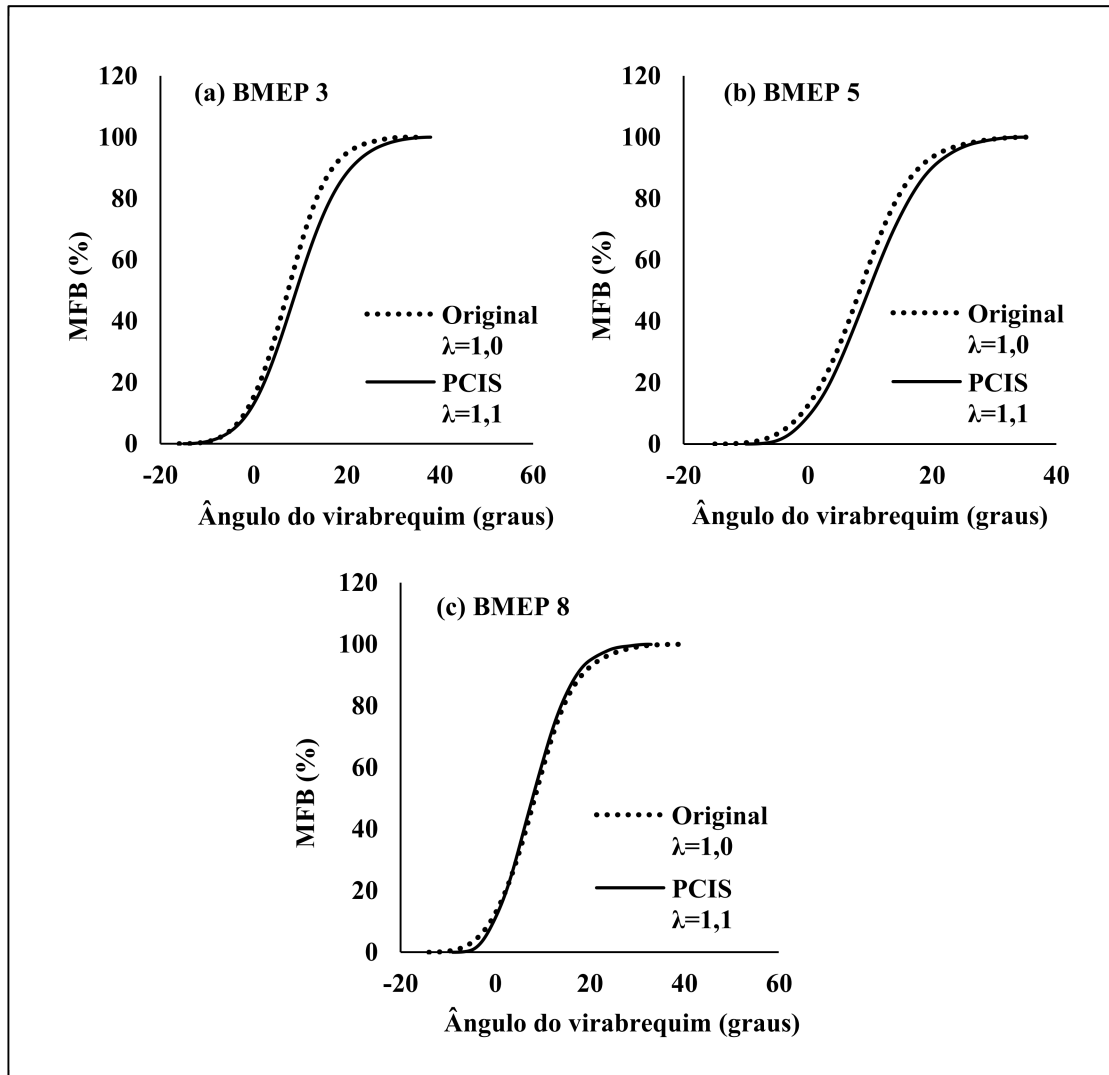 (a) BMEP 3
120
100
80
60
40
20
0
MFB (%)
-20 0 20 40 60
Ângulo do virabrequim (graus)
Original
λ=1,0
PCIS
λ=1,1
(b) BMEP 5
120
100
80
60
40
20
0
MFB (%)
-20 0 20 40
Ângulo do virabrequim (graus)
Original
λ=1,0
PCIS
λ=1,1
(c) BMEP 8
120
100
80
60
40
20
0
MFB (%)
-20 0 20 40 60
Ângulo do virabrequim (graus)
Original
λ=1,0
PCIS
λ=1,1